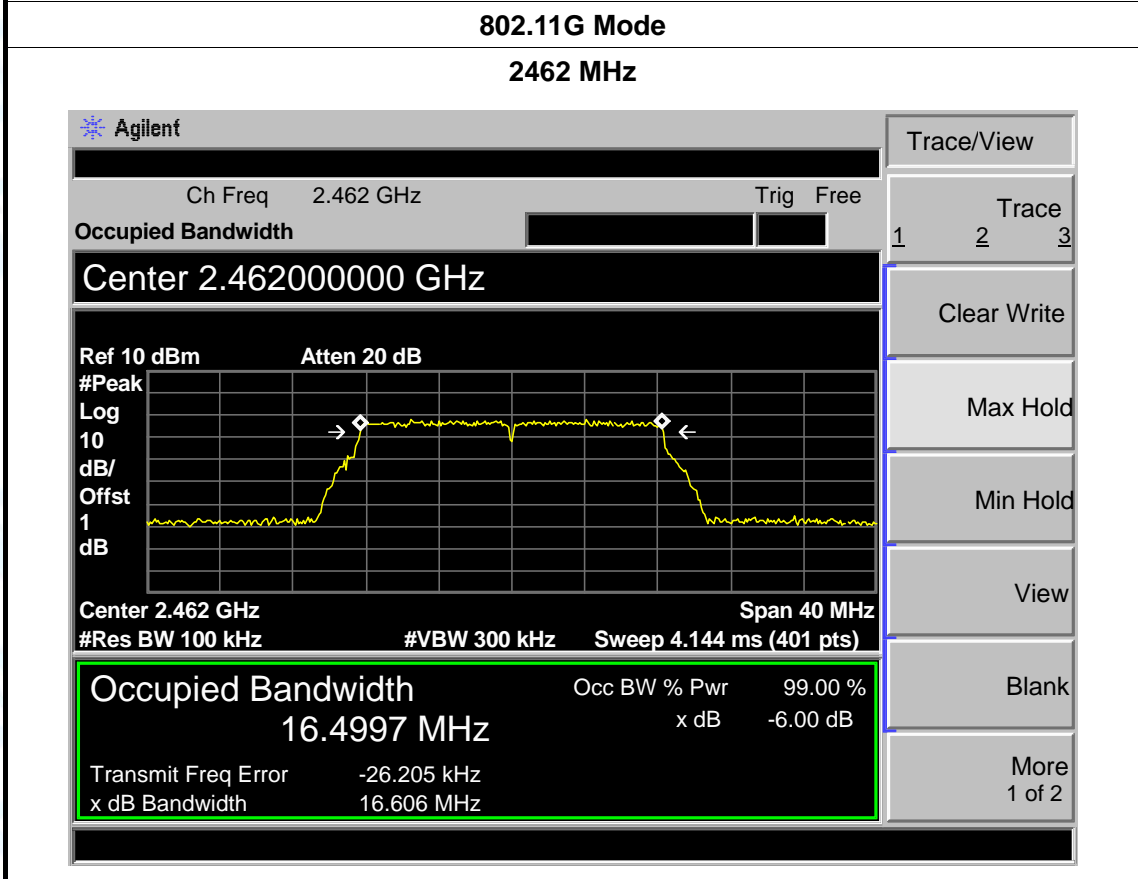 802.11G Mode
2462 MHz
Agilent
Ch Freq 2.462 GHz Trig Free
Occupied Bandwidth
Center 2.462000000 GHz
Ref 10 dBm Atten 20 dB
#Peak
Log
10
dB/
Offst
1
dB
Center 2.462 GHz Span 40 MHz
#Res BW 100 kHz #VBW 300 kHz Sweep 4.144 ms (401 pts)
Occupied Bandwidth Occ BW % Pwr 99.00 %
16.4997 MHz x dB -6.00 dB
Transmit Freq Error -26.205 kHz
x dB Bandwidth 16.606 MHz
Trace/View
Trace
1 2 3
Clear Write
Max Hold
Min Hold
View
Blank
More
1 of 2